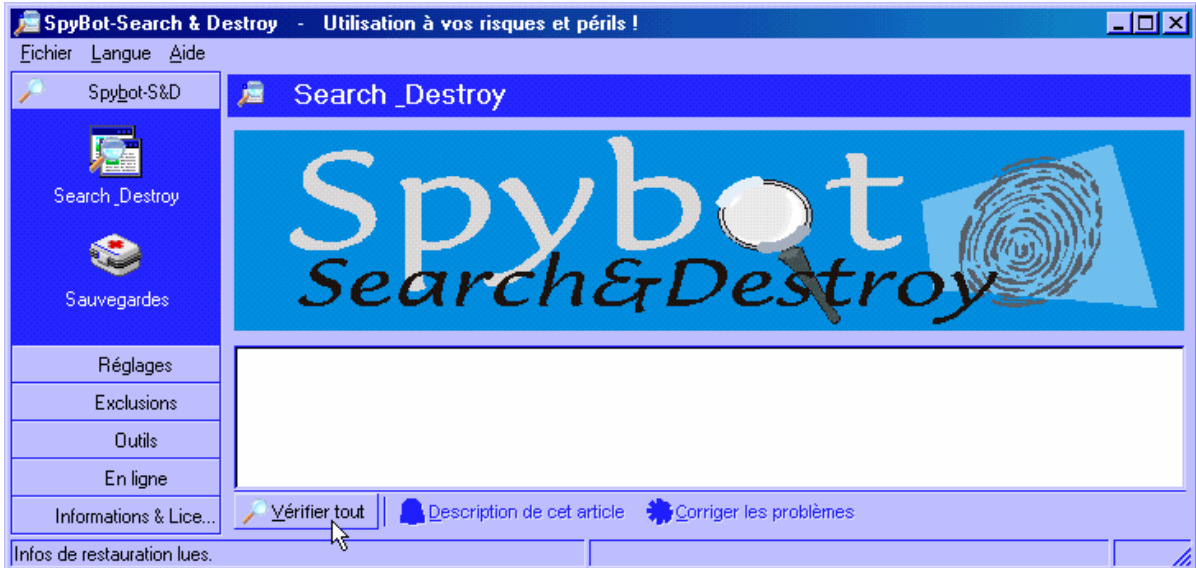 SpyBot-Search & Destroy - Utilisation à vos risques et périls !
Fichier Langue Aide
Spybot-S&D
Search _Destroy
Sauvegardes
Réglages
Exclusions
Outils
En ligne
Informations & Lice...
Search _Destroy
Spybot
Search&Destroy
Vérifier tout
Description de cet article
Corriger les problèmes
Infos de restauration lues.